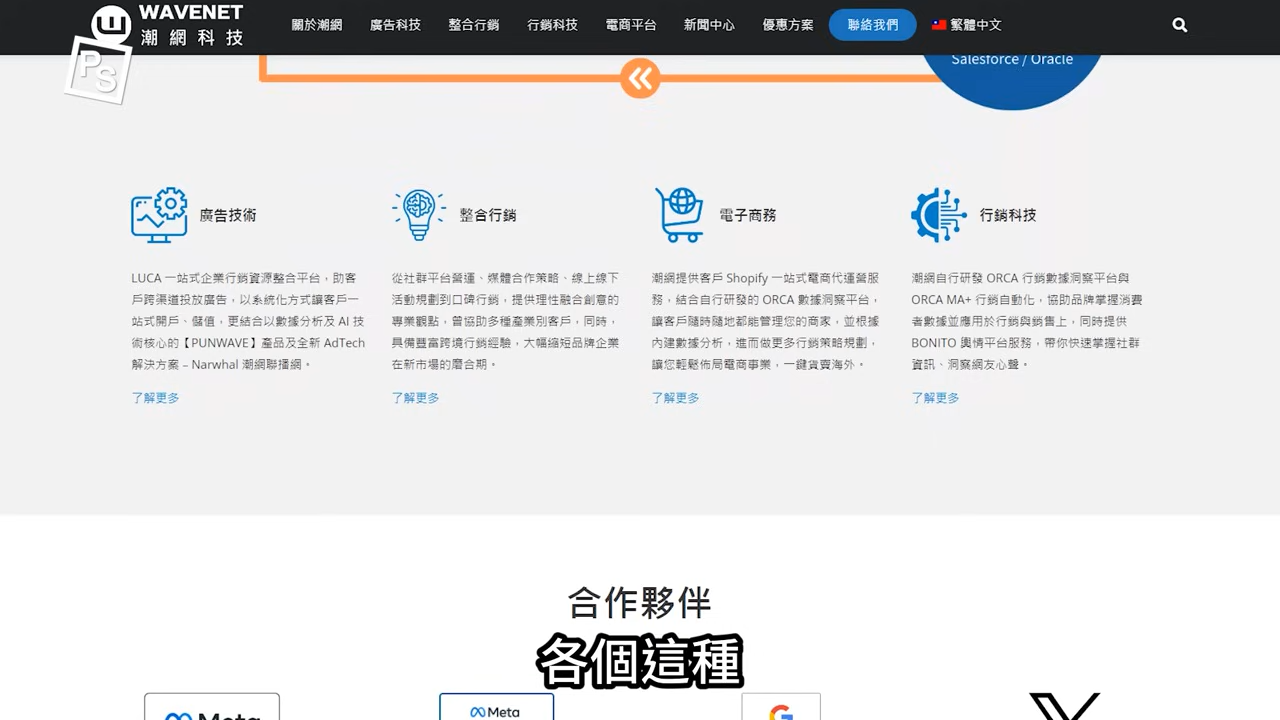 WAVENET
潮網科技
PS
關於潮網
廣告科技
整合行銷
行銷科技
電商平台
新聞中心
優惠方案
聯絡我們
繁體中文
Salesforce / Oracle
廣告技術
LUCA 一站式企業行銷資源整合平台，助客
戶跨渠道投放廣告，以系統化方式讓客戶一
站式開戶、儲值，更結合以數據分析及 AI 技
術核心的【PUNWAVE】產品及全新 AdTech
解決方案 – Narwhal 潮網聯播網。
了解更多
整合行銷
從社群平台營運、媒體合作策略、線上線下
活動規劃到口碑行銷，提供理性融合創意的
專業觀點，曾協助多種產業別客戶，同時，
具備豐富跨境行銷經驗，大幅縮短品牌企業
在新市場的磨合期。
了解更多
電子商務
潮網提供客戶 Shopify 一站式電商代運營服
務，結合自行研發的 ORCA 數據洞察平台，
讓客戶隨時隨地都能管理您的商家，並根據
內建數據分析，進而做更多行銷策略規劃，
讓您輕鬆佈局電商事業，一鍵貨賣海外。
了解更多
行銷科技
潮網自行研發 ORCA 行銷數據洞察平台與
ORCA MA+ 行銷自動化，協助品牌掌握消費
者數據並應用於行銷與銷售上，同時提供
BONITO 輿情平台服務，帶你快速掌握社群
資訊、洞察網友心聲。
了解更多
合作夥伴
各個這種
Meta
Meta